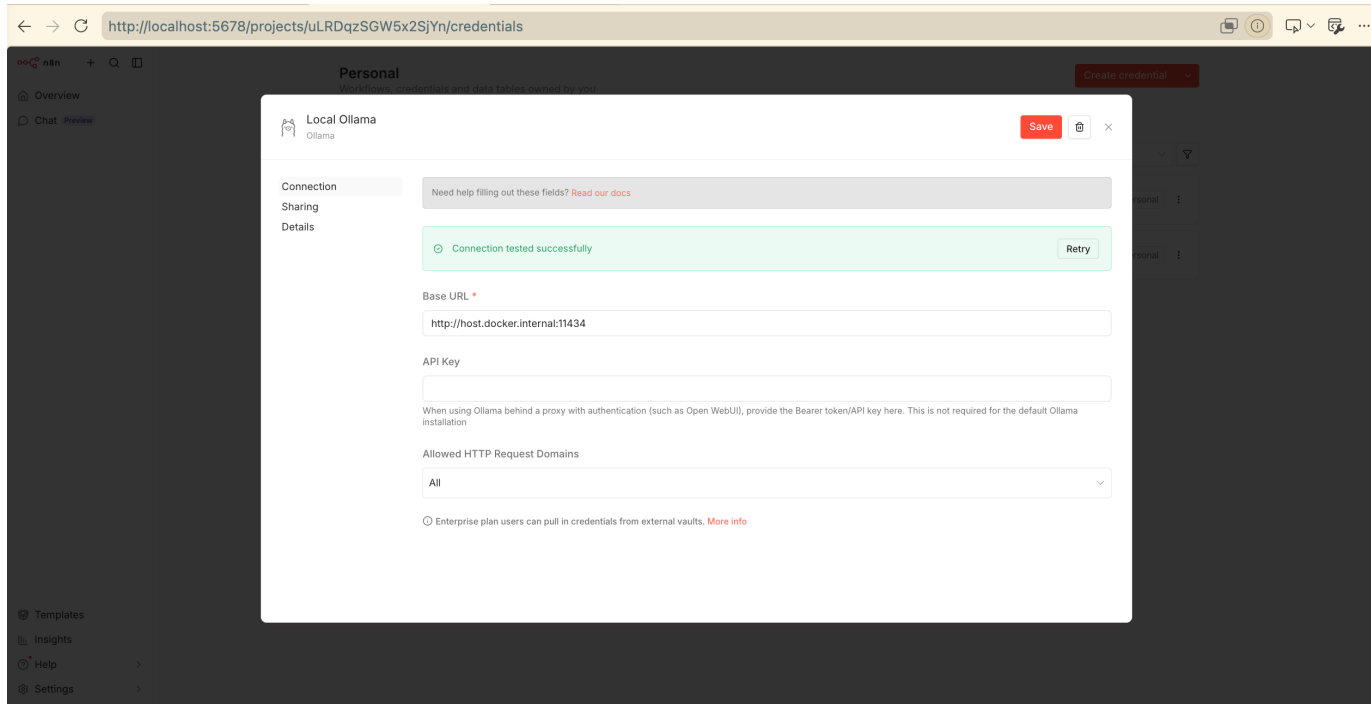 http://localhost:5678/projects/uLRDqzSGW5x2SjYn/credentials
n8n
Overview
Chat Preview
Personal
Workflows, credentials and data tables owned by you
Create credential
Local Ollama
Ollama
Save
Connection
Sharing
Details
Need help filling out these fields? Read our docs
Connection tested successfully
Retry
Base URL *
http://host.docker.internal:11434
API Key
When using Ollama behind a proxy with authentication (such as Open WebUI), provide the Bearer token/API key here. This is not required for the default Ollama
installation
Allowed HTTP Request Domains
All
Enterprise plan users can pull in credentials from external vaults. More info
Templates
Insights
Help
Settings